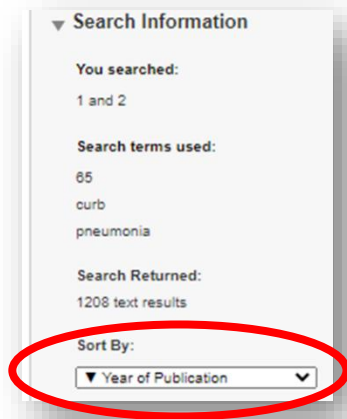 ▼ Search Information
You searched:
1 and 2
Search terms used:
65
curb
pneumonia
Search Returned:
1208 text results
Sort By:
▼ Year of Publication